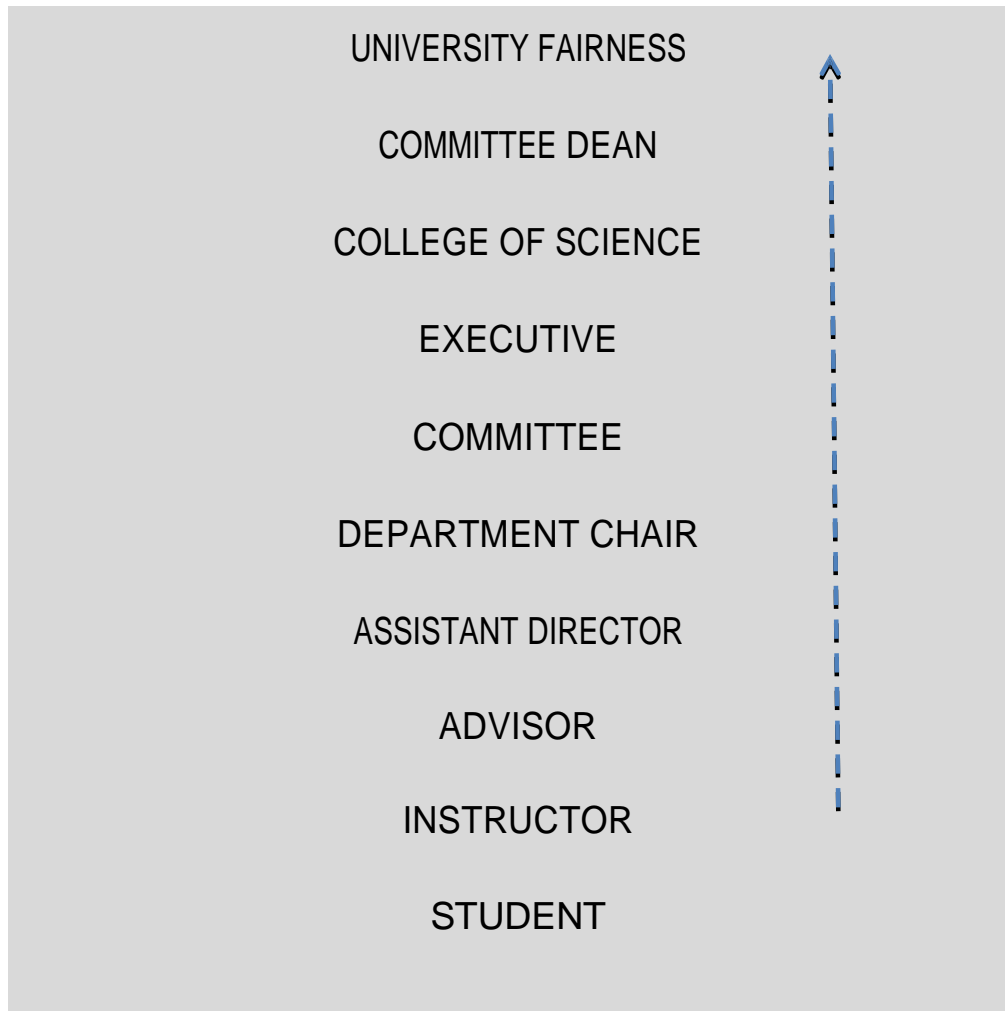 UNIVERSITY FAIRNESS
COMMITTEE DEAN
COLLEGE OF SCIENCE
EXECUTIVE
COMMITTEE
DEPARTMENT CHAIR
ASSISTANT DIRECTOR
ADVISOR
INSTRUCTOR
STUDENT